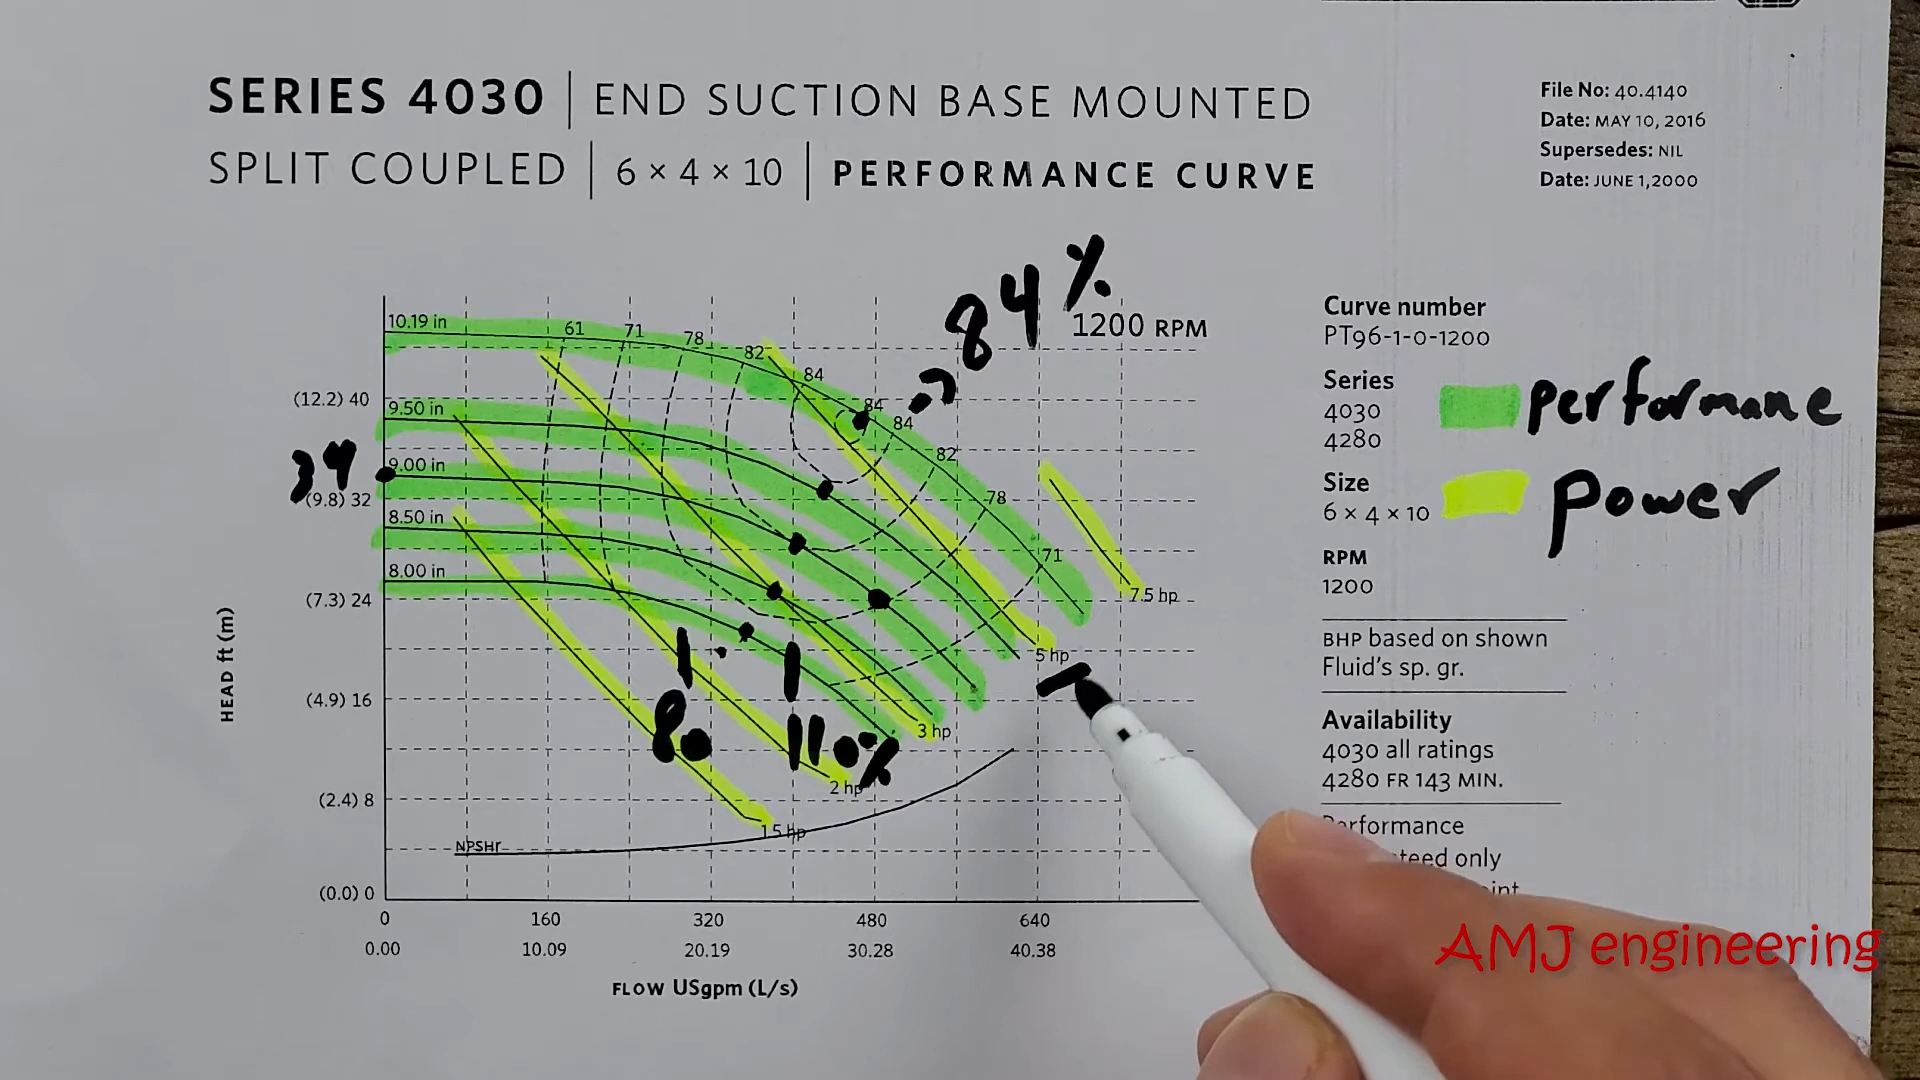 SERIES 4030 | END SUCTION BASE MOUNTED
SPLIT COUPLED | 6 × 4 × 10 | PERFORMANCE CURVE
File No: 40.4140
Date: MAY 10, 2016
Supersedes: NIL
Date: JUNE 1,2000
84%
1200 RPM
10.19 in
61
71
78
82
84
84
84
82
78
71
(12.2) 40
9.50 in
34
9.00 in
(9.8) 32
8.50 in
8.00 in
(7.3) 24
7.5 hp
5 hp
(4.9) 16
3 hp
80
110%
2 hp
(2.4) 8
1.5 hp
NPSHr
(0.0) 0
HEAD ft (m)
0 160 320 480 640
0.00 10.09 20.19 30.28 40.38
FLOW USgpm (L/s)
Curve number
PT96-1-0-1200
Series
4030
4280
performane
Size
6 × 4 × 10
power
RPM
1200
BHP based on shown
Fluid's sp. gr.
Availability
4030 all ratings
4280 FR 143 MIN.
Performance
only
AMJ engineering